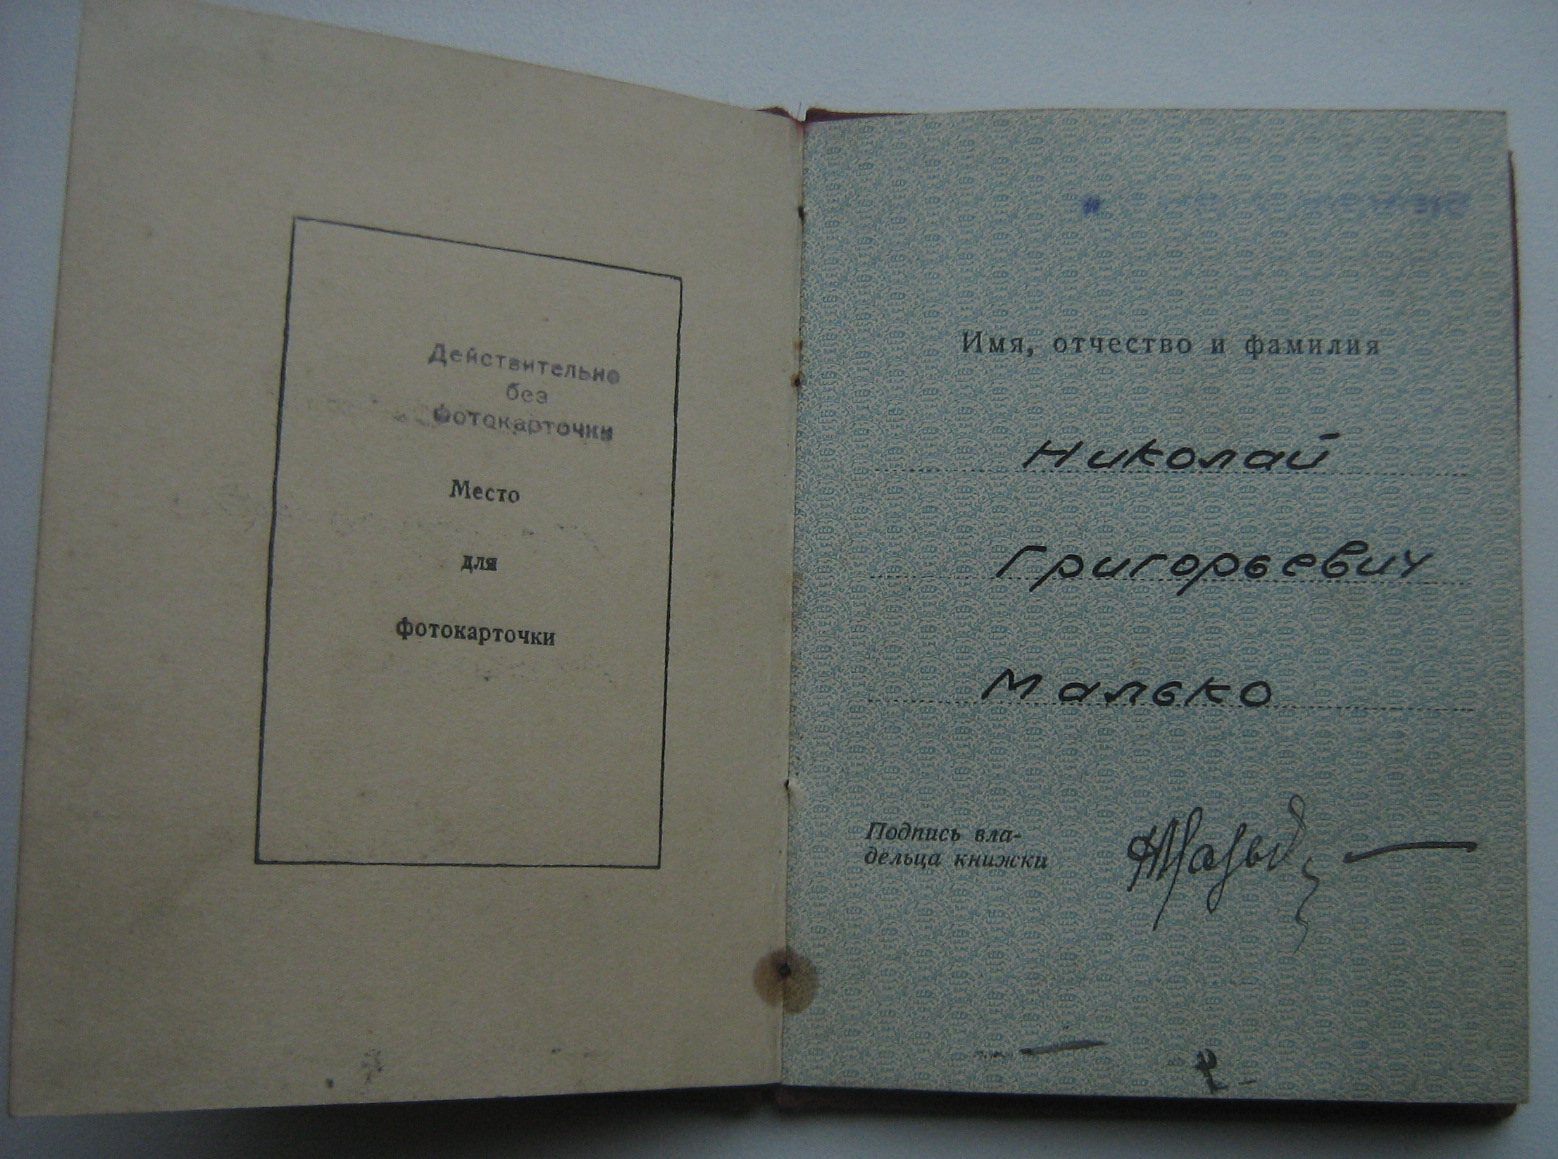 Действительно
без
фотокарточки
Место
для
фотокарточки
Имя, отчество и фамилия
Николай
Григорьевич
Малько
Подпись вла-
дельца книжки